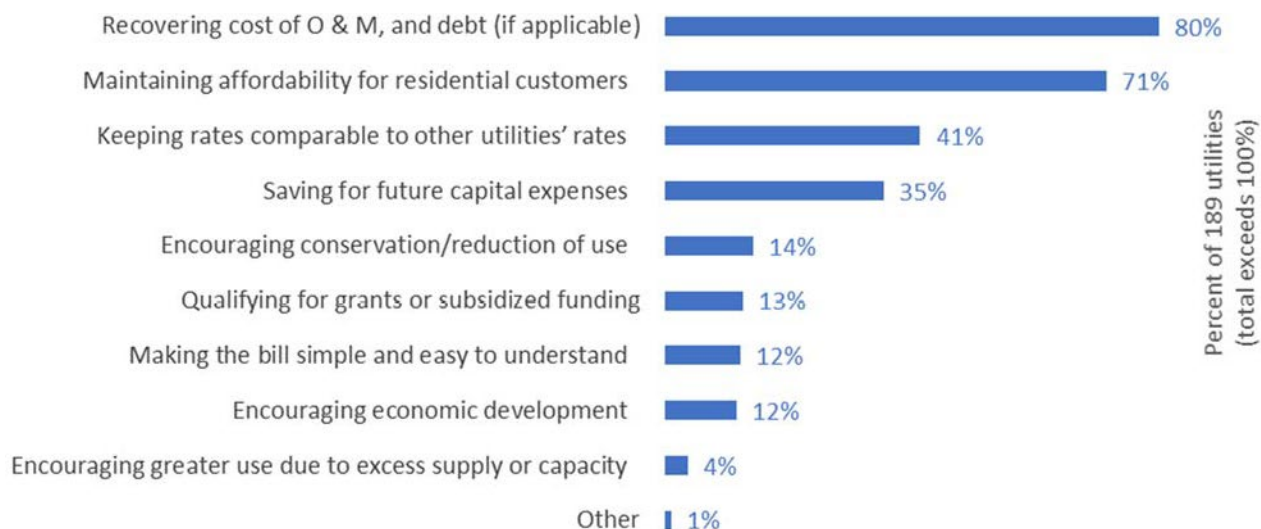 Recovering cost of O & M, and debt (if applicable) 80%
Maintaining affordability for residential customers 71%
Keeping rates comparable to other utilities’ rates 41%
Saving for future capital expenses 35%
Encouraging conservation/reduction of use 14%
Qualifying for grants or subsidized funding 13%
Making the bill simple and easy to understand 12%
Encouraging economic development 12%
Encouraging greater use due to excess supply or capacity 4%
Other 1%
Percent of 189 utilities
(total exceeds 100%)